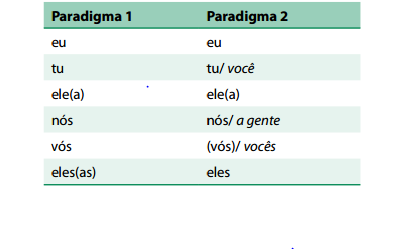 Paradigma 1 Paradigma 2
eu eu
tu tu/ você
ele(a) ele(a)
nós nós/ a gente
vós (vós)/ vocês
eles(as) eles